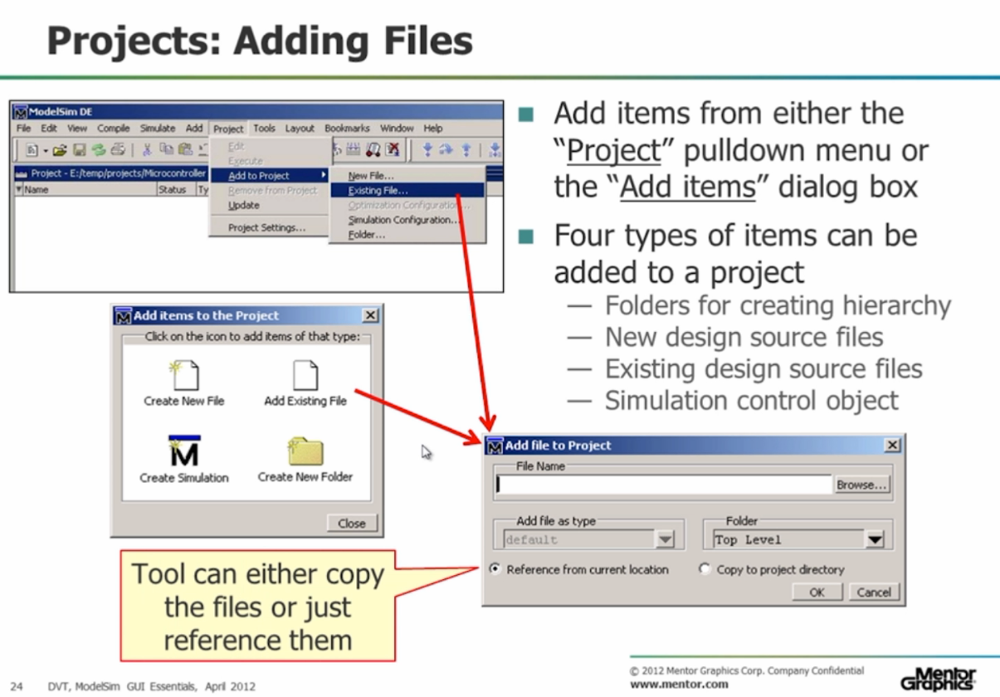 Projects: Adding Files
ModelSim DE
File Edit View Compile Simulate Add Project Tools Layout Bookmarks Window Help
Edit
Execute
Add to Project
Remove from Project
Update
Project Settings...
New File...
Existing File...
Optimization Configuration...
Simulation Configuration...
Folder...
Project - E:/temp/projects/Microcontroller
Name Status Ty
Add items to the Project
Click on the icon to add items of that type:
Create New File Add Existing File
Create Simulation Create New Folder
Close
Tool can either copy
the files or just
reference them
Add items from either the
“Project” pulldown menu or
the “Add items” dialog box
Four types of items can be
added to a project
— Folders for creating hierarchy
— New design source files
— Existing design source files
— Simulation control object
Add file to Project
File Name
Browse...
Add file as type Folder
default Top Level
Reference from current location Copy to project directory
OK Cancel
24 DVT, ModelSim GUI Essentials, April 2012
© 2012 Mentor Graphics Corp. Company Confidential
www.mentor.com
Mentor
Graphics